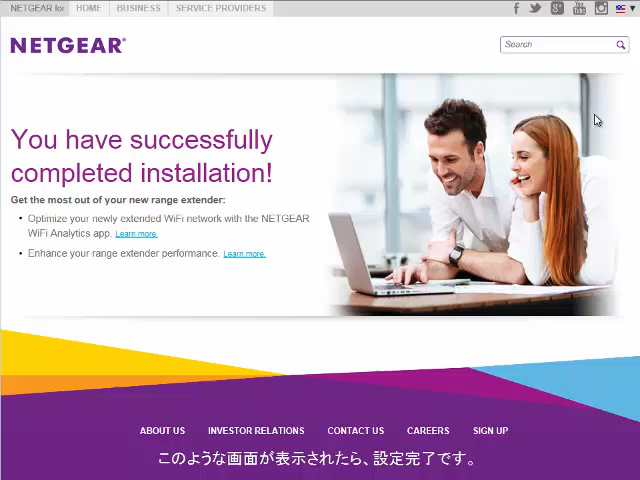 NETGEAR for HOME BUSINESS SERVICE PROVIDERS
NETGEAR®
Search
You have successfully
completed installation!
Get the most out of your new range extender:
• Optimize your newly extended WiFi network with the NETGEAR
WiFi Analytics app. Learn more.
• Enhance your range extender performance. Learn more.
ABOUT US INVESTOR RELATIONS CONTACT US CAREERS SIGN UP
このような画面が表示されたら、設定完了です。